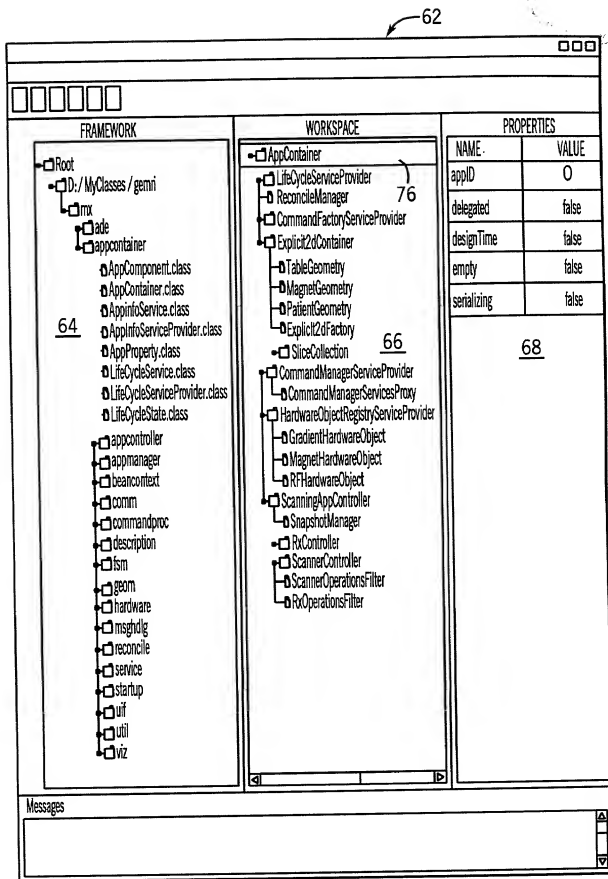 62
FRAMEWORK
Root
D:/ MyClasses / gemri
mx
ade
appcontainer
AppComponent.class
AppContainer.class
AppInfoService.class
AppInfoServiceProvider.class
AppProperty.class
LifeCycleService.class
LifeCycleServiceProvider.class
LifeCycleState.class
64
appcontroller
appmanager
beancontext
comm
commandproc
description
fsm
geom
hardware
msghdlg
reconcile
service
startup
uif
util
viz
WORKSPACE
AppContainer
76
LifeCycleServiceProvider
ReconcileManager
CommandFactoryServiceProvider
Explicit2dContainer
TableGeometry
MagnetGeometry
PatientGeometry
Explicit2dFactory
SliceCollection
66
CommandManagerServiceProvider
CommandManagerServicesProxy
HardwareObjectRegistryServiceProvider
GradientHardwareObject
MagnetHardwareObject
RFHardwareObject
ScanningAppController
SnapshotManager
RxController
ScannerController
ScannerOperationsFilter
RxOperationsFilter
PROPERTIES
NAME VALUE
appID 0
delegated false
designTime false
empty false
serializing false
68
Messages